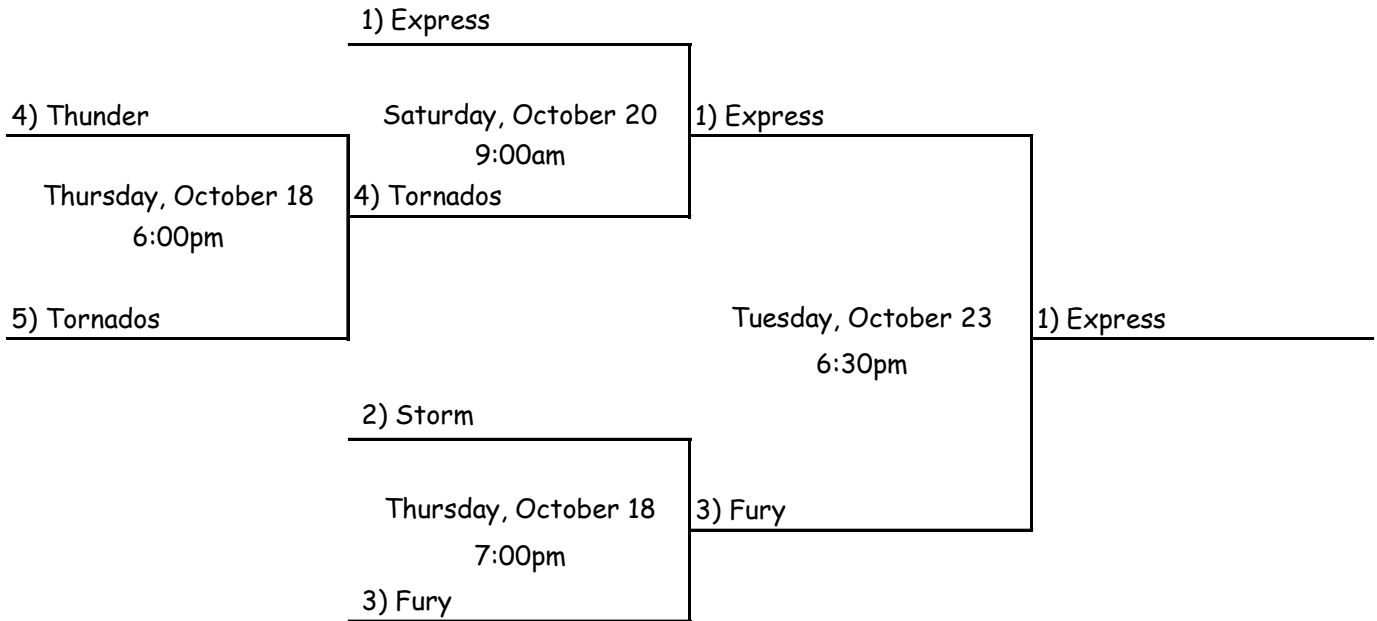 1) Express
4) Thunder
Saturday, October 20
9:00am
1) Express
Thursday, October 18
6:00pm
4) Tornados
5) Tornados
Tuesday, October 23
6:30pm
1) Express
2) Storm
Thursday, October 18
7:00pm
3) Fury
3) Fury